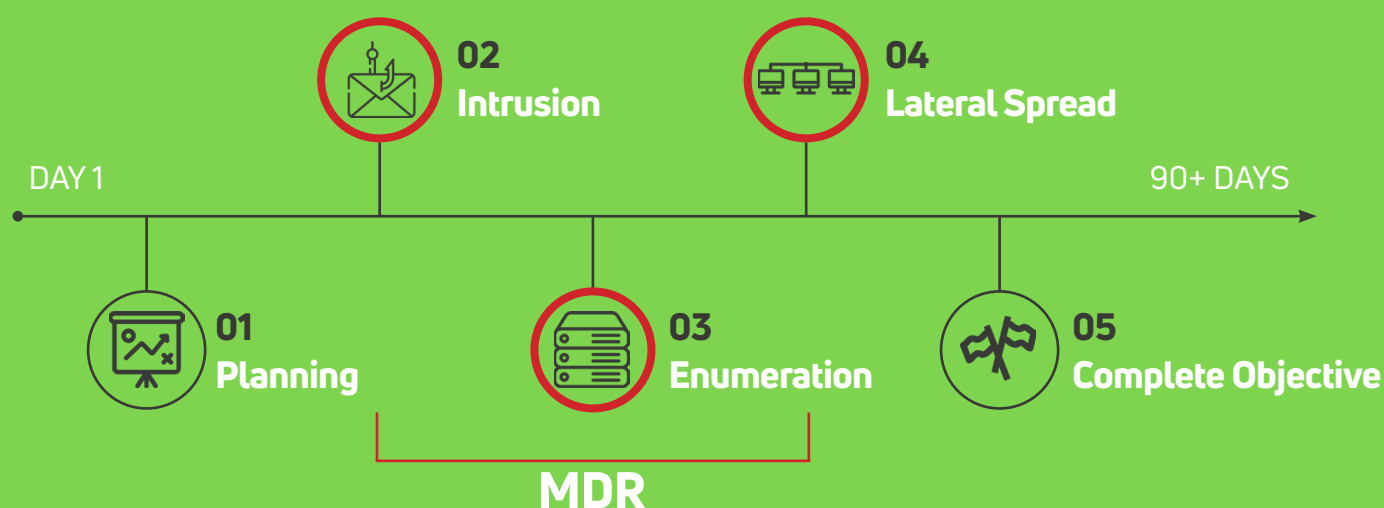 02
Intrusion
04
Lateral Spread
DAY 1
90+ DAYS
01
Planning
03
Enumeration
05
Complete Objective
MDR